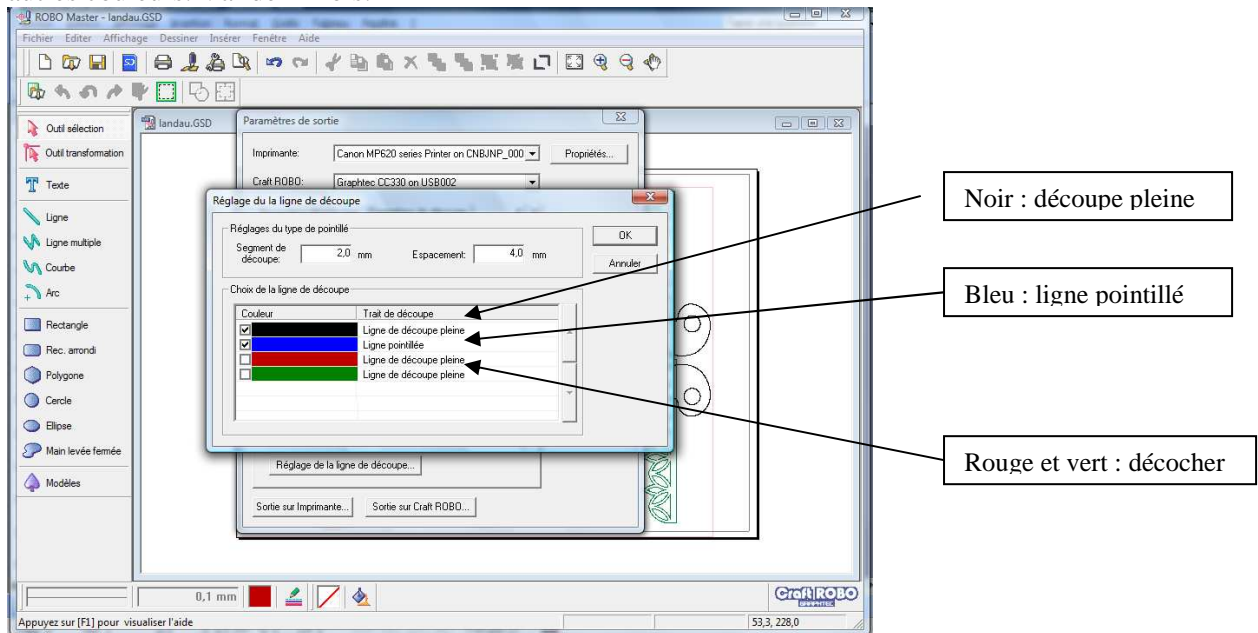 ROBO Master - landau.GSD
Fichier Editer Affichage Dessiner Insérer Fenêtre Aide
Outil sélection
Outil transformation
Texte
Ligne
Ligne multiple
Courbe
Arc
Rectangle
Rec. arrondi
Polygone
Cercle
Ellipse
Main levée fermée
Modèles
landau.GSD
Paramètres de sortie
Imprimante: Canon MP620 series Printer on CNBJNP_000 Propriétés...
Craft ROBO: Graphtec CC330 on USB002
Réglage du la ligne de découpe
Réglages du type de pointillé
Segment de découpe: 2,0 mm Espacement: 4,0 mm
OK
Annuler
Choix de la ligne de découpe
Couleur Trait de découpe
Ligne de découpe pleine
Ligne pointillée
Ligne de découpe pleine
Ligne de découpe pleine
Réglage de la ligne de découpe...
Sortie sur Imprimante... Sortie sur Craft ROBO...
Noir : découpe pleine
Bleu : ligne pointillé
Rouge et vert : décocher
0,1 mm
Craft ROBO
GRAPHTEC
Appuyez sur [F1] pour visualiser l'aide
53,3, 228,0